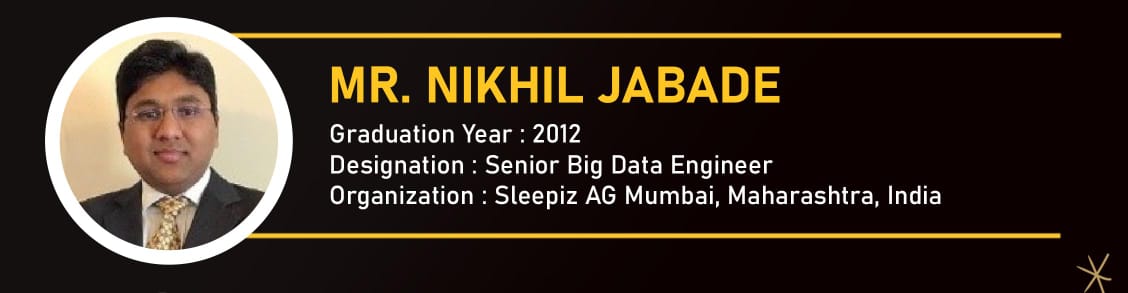 MR. NIKHIL JABADE
Graduation Year : 2012
Designation : Senior Big Data Engineer
Organization : Sleepiz AG Mumbai, Maharashtra, India